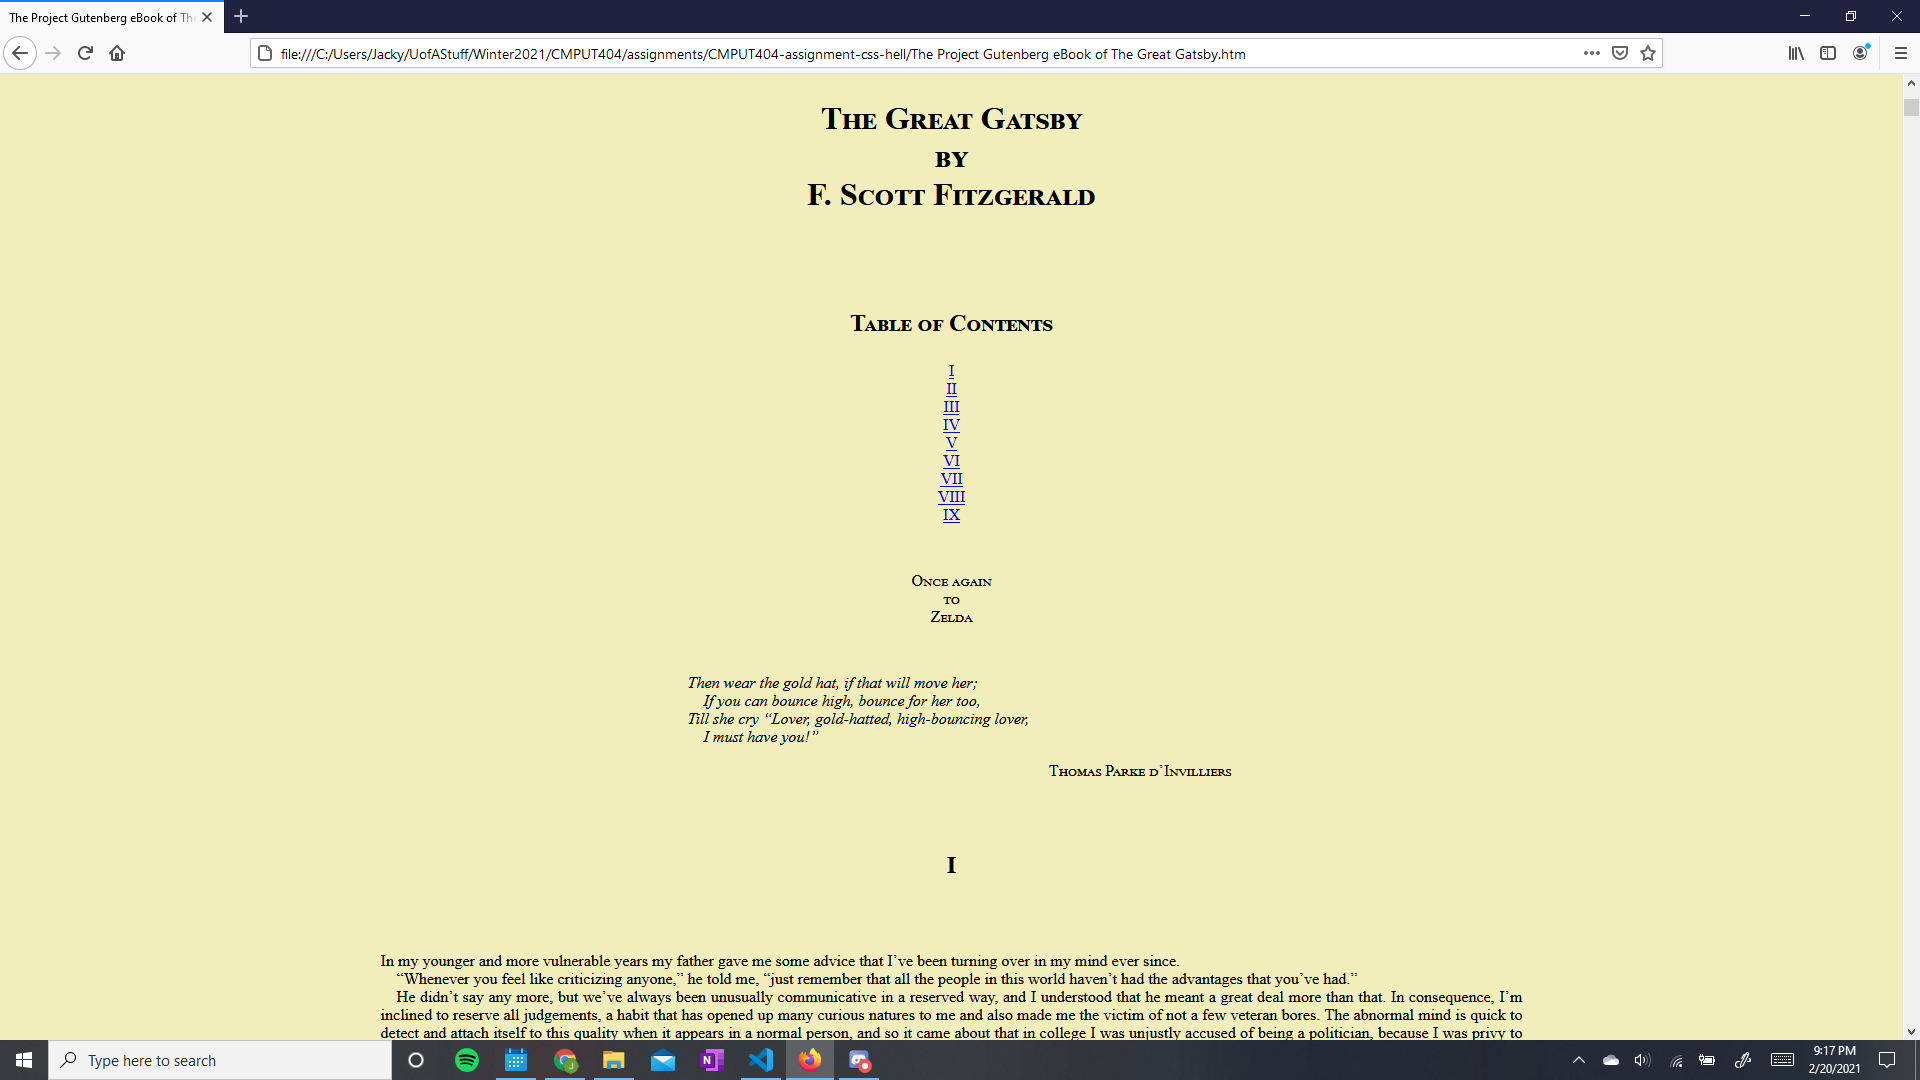 The Project Gutenberg eBook of Th
file:///C:/Users/Jacky/UofAStuff/Winter2021/CMPUT404/assignments/CMPUT404-assignment-css-hell/The Project Gutenberg eBook of The Great Gatsby.htm
The Great Gatsby
by
F. Scott Fitzgerald
Table of Contents
I
II
III
IV
V
VI
VII
VIII
IX
Once again
to
Zelda
Then wear the gold hat, if that will move her;
If you can bounce high, bounce for her too,
Till she cry “Lover, gold-hatted, high-bouncing lover,
I must have you!”
Thomas Parke d’Invilliers
I
In my younger and more vulnerable years my father gave me some advice that I’ve been turning over in my mind ever since.
“Whenever you feel like criticizing anyone,” he told me, “just remember that all the people in this world haven’t had the advantages that you’ve had.”
He didn’t say any more, but we’ve always been unusually communicative in a reserved way, and I understood that he meant a great deal more than that. In consequence, I’m
inclined to reserve all judgements, a habit that has opened up many curious natures to me and also made me the victim of not a few veteran bores. The abnormal mind is quick to
detect and attach itself to this quality when it appears in a normal person, and so it came about that in college I was unjustly accused of being a politician, because I was privy to
Type here to search
9:17 PM
2/20/2021